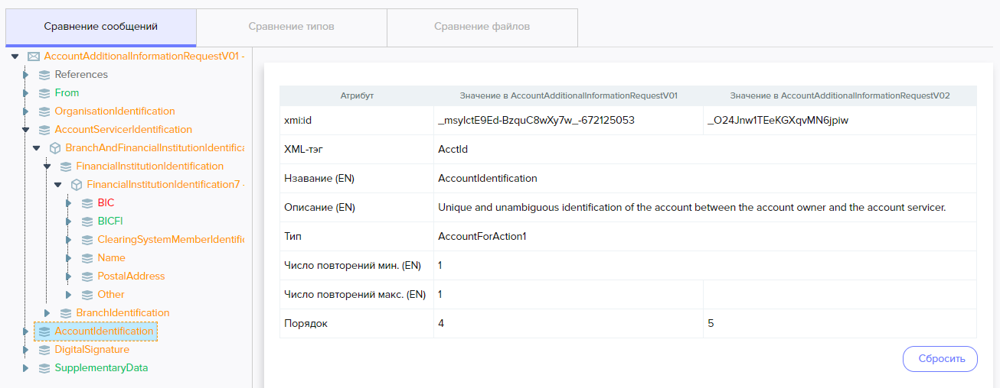 Сравнение сообщений
Сравнение типов
Сравнение файлов
AccountAdditionalInformationRequestV01 -
References
From
OrganisationIdentification
AccountServicerIdentification
BranchAndFinancialInstitutionIdentifica
FinancialInstitutionIdentification
FinancialInstitutionIdentification7 -
BIC
BICFI
ClearingSystemMemberIdentifi
Name
PostalAddress
Other
BranchIdentification
AccountIdentification
DigitalSignature
SupplementaryData
Атрибут Значение в AccountAdditionalInformationRequestV01 Значение в AccountAdditionalInformationRequestV02
xmi:id _msylctE9Ed-BzquC8wXy7w_-672125053 _O24Jnw1TEeKGXqvMN6jpiw
XML-тэг AcctId
Нзавание (EN) AccountIdentification
Описание (EN) Unique and unambiguous identification of the account between the account owner and the account servicer.
Тип AccountForAction1
Число повторений мин. (EN) 1
Число повторений макс. (EN) 1
Порядок 4 5
Сбросить